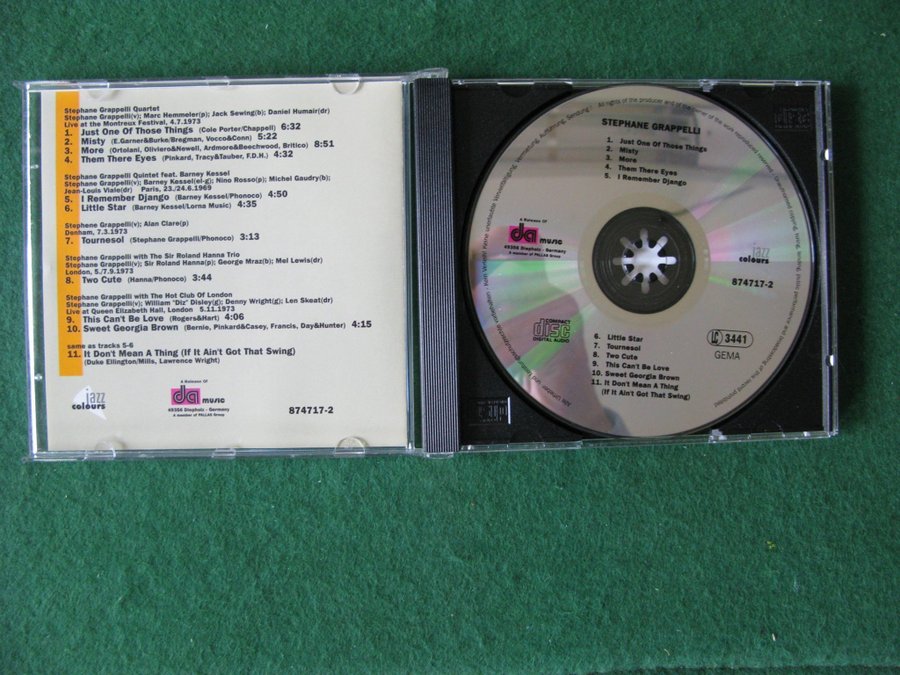 Stephane Grappelli Quartet
Stephane Grappelli(v); Marc Hemmeler(p); Jack Sewing(b); Daniel Humair(dr)
Live at the Montreux Festival, 4.7.1973
1. Just One Of Those Things (Cole Porter/Chappell) 6:32
2. Misty (E.Garner&Burke/Bregman, Vocco&Conn) 5:22
3. More (Ortolani, Oliviero&Newell, Ardmore&Beechwood, Britico) 8:51
4. Them There Eyes (Pinkard, Tracy&Tauber, F.D.H.) 4:32
Stephane Grappelli Quintet feat. Barney Kessel
Stephane Grappelli(v); Barney Kessel(el-g); Nino Rosso(p); Michel Gaudry(b);
Jean-Louis Viale(dr) Paris, 23./24.6.1969
5. I Remember Django (Barney Kessel/Phonoco) 4:50
6. Little Star (Barney Kessel/Lorna Music) 4:35
Stephane Grappelli(v); Alan Clare(p)
Denham, 7.3.1973
7. Tournesol (Stephane Grappelli/Phonoco) 3:13
Stephane Grappelli with The Sir Roland Hanna Trio
Stephane Grappelli(v); Sir Roland Hanna(p); George Mraz(b); Mel Lewis(dr)
London, 5./7.9.1973
8. Two Cute (Hanna/Phonoco) 3:44
Stephane Grappelli with The Hot Club Of London
Stephane Grappelli(v); William "Diz" Disley(g); Denny Wright(g); Len Skeat(dr)
Live at Queen Elizabeth Hall, London 5.11.1973
9. This Can't Be Love (Rogers&Hart) 4:06
10. Sweet Georgia Brown (Bernie, Pinkard&Casey, Francis, Day&Hunter) 4:15
same as tracks 5-6
11. It Don't Mean A Thing (If It Ain't Got That Swing)
(Duke Ellington/Mills, Lawrence Wright)
jazz
colours
A Release Of
da music
49356 Diepholz - Germany
A member of PALLAS Group
874717-2
STEPHANE GRAPPELLI
1. Just One Of Those Things
2. Misty
3. More
4. Them There Eyes
5. I Remember Django
A Release Of
da music
49356 Diepholz - Germany
A member of PALLAS Group
jazz
colours
874717-2
COMPACT
disc
DIGITAL AUDIO
6. Little Star
7. Tournesol
8. Two Cute
9. This Can't Be Love
10. Sweet Georgia Brown
11. It Don't Mean A Thing
(If It Ain't Got That Swing)
LC 3441
GEMA